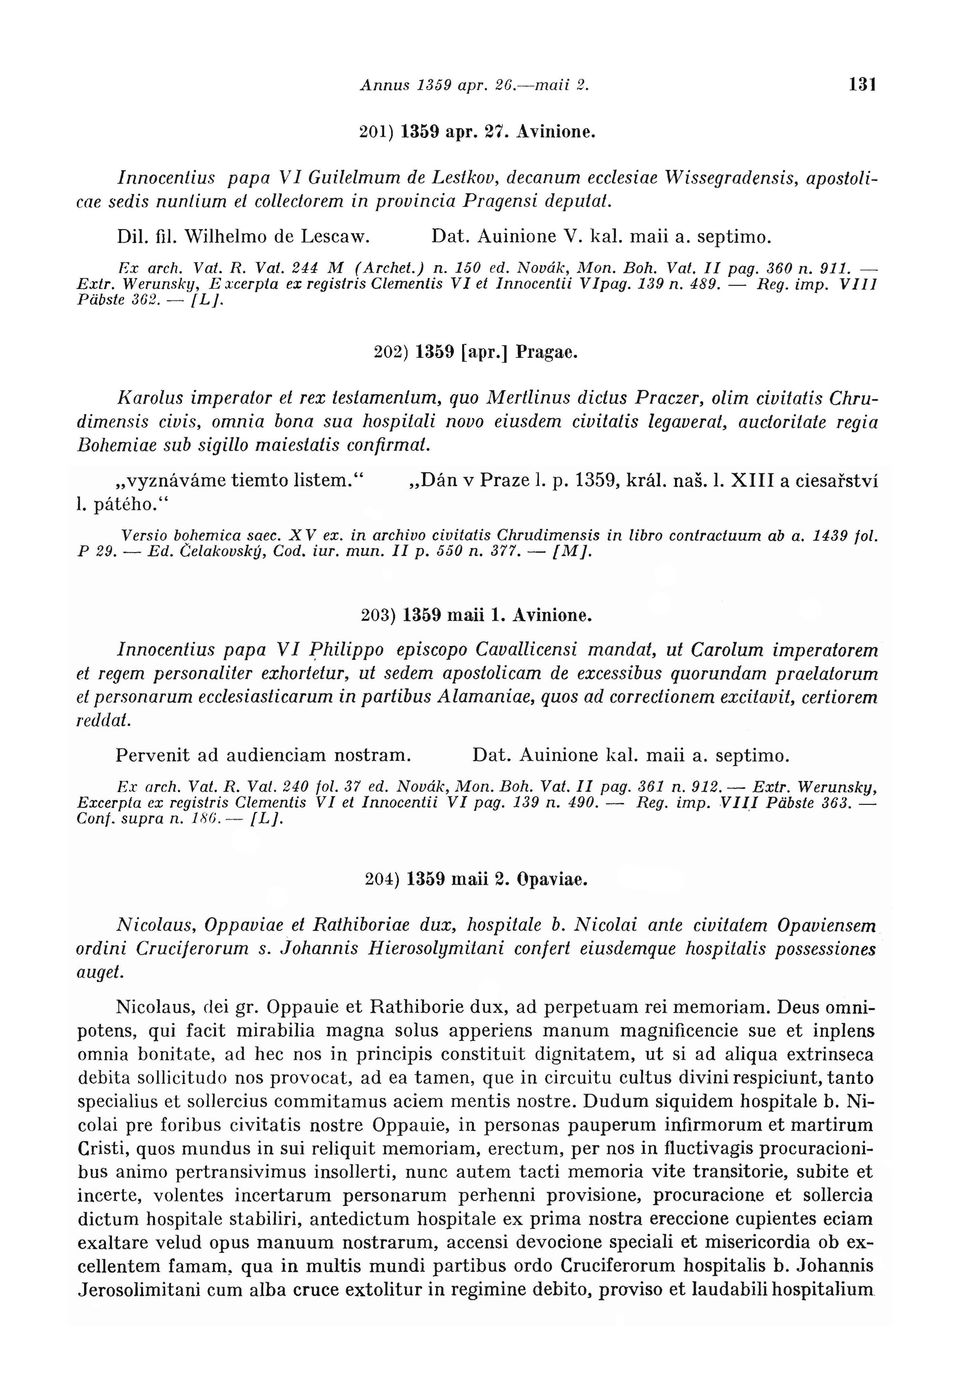 Annus 1359 apr. 26.—maii 2. 131
201) 1359 apr. 27. Avinione.
Innocentius papa VI Guilelmum de Lestkov, decanum ecclesiae Wissegradensis, apostoli-
cae sedis nuntium et collectorem in provincia Pragensi deputat.
Dil. fil. Wilhelmo de Lescaw. Dat. Auinione V. kal. maii a. septimo.
Ex arch. Vat. R. Vat. 244 M (Archet.) n. 150 ed. Novák, Mon. Boh. Vat. II pag. 360 n. 911. —
Extr. Werunsky, Excerpta ex registris Clementis VI et Innocentii VI pag. 139 n. 489. — Reg. imp. VIII
Päbste 362. — [L].
202) 1359 [apr.] Pragae.
Karolus imperator et rex testamentum, quo Mertlinus dictus Praczer, olim civitatis Chru-
dimensis civis, omnia bona sua hospitali novo eiusdem civitatis legaverat, auctoritate regia
Bohemiae sub sigillo maiestatis confirmat.
„vyznáváme tiemto listem.“ „Dán v Praze l. p. 1359, král. naš. l. XIII a ciesařství
l. pátého.“
Versio bohemica saec. XV ex. in archivo civitatis Chrudimensis in libro contractuum ab a. 1439 fol.
P 29. — Ed. Čelakovský, Cod. iur. mun. II p. 550 n. 377. — [M].
203) 1359 maii 1. Avinione.
Innocentius papa VI Philippo episcopo Cavallicensi mandat, ut Carolum imperatorem
et regem personaliter exhortetur, ut sedem apostolicam de excessibus quorundam praelatorum
et personarum ecclesiasticarum in partibus Alamaniae, quos ad correctionem excitavit, certiorem
reddat.
Pervenit ad audienciam nostram. Dat. Auinione kal. maii a. septimo.
Ex arch. Vat. R. Vat. 240 fol. 37 ed. Novák, Mon. Boh. Vat. II pag. 361 n. 912. — Extr. Werunsky,
Excerpta ex registris Clementis VI et Innocentii VI pag. 139 n. 490. — Reg. imp. VIII Päbste 363. —
Conf. supra n. 186. — [L].
204) 1359 maii 2. Opaviae.
Nicolaus, Oppaviae et Rathiboriae dux, hospitale b. Nicolai ante civitatem Opaviensem
ordini Cruciferorum s. Johannis Hierosolymitani confert eiusdemque hospitalis possessiones
auget.
Nicolaus, dei gr. Oppauie et Rathiborie dux, ad perpetuam rei memoriam. Deus omni-
potens, qui facit mirabilia magna solus apperiens manum magnificencie sue et inplens
omnia bonitate, ad hec nos in principis constituit dignitatem, ut si ad aliqua extrinseca
debita sollicitudo nos provocat, ad ea tamen, que in circuitu cultus divini respiciunt, tanto
specialius et sollercius commitamus aciem mentis nostre. Dudum siquidem hospitale b. Ni-
colai pre foribus civitatis nostre Oppauie, in personas pauperum infirmorum et martirum
Cristi, quos mundus in sui reliquit memoriam, erectum, per nos in fluctivagis procuracioni-
bus animo pertransivimus insollerti, nunc autem tacti memoria vite transitorie, subite et
incerte, volentes incertarum personarum perhenni provisione, procuracione et sollercia
dictum hospitale stabiliri, antedictum hospitale ex prima nostra ereccione cupientes eciam
exaltare velud opus manuum nostrarum, accensi devocione speciali et misericordia ob ex-
cellentem famam, qua in multis mundi partibus ordo Cruciferorum hospitalis b. Johannis
Jerosolimitani cum alba cruce extolitur in regimine debito, proviso et laudabili hospitalium